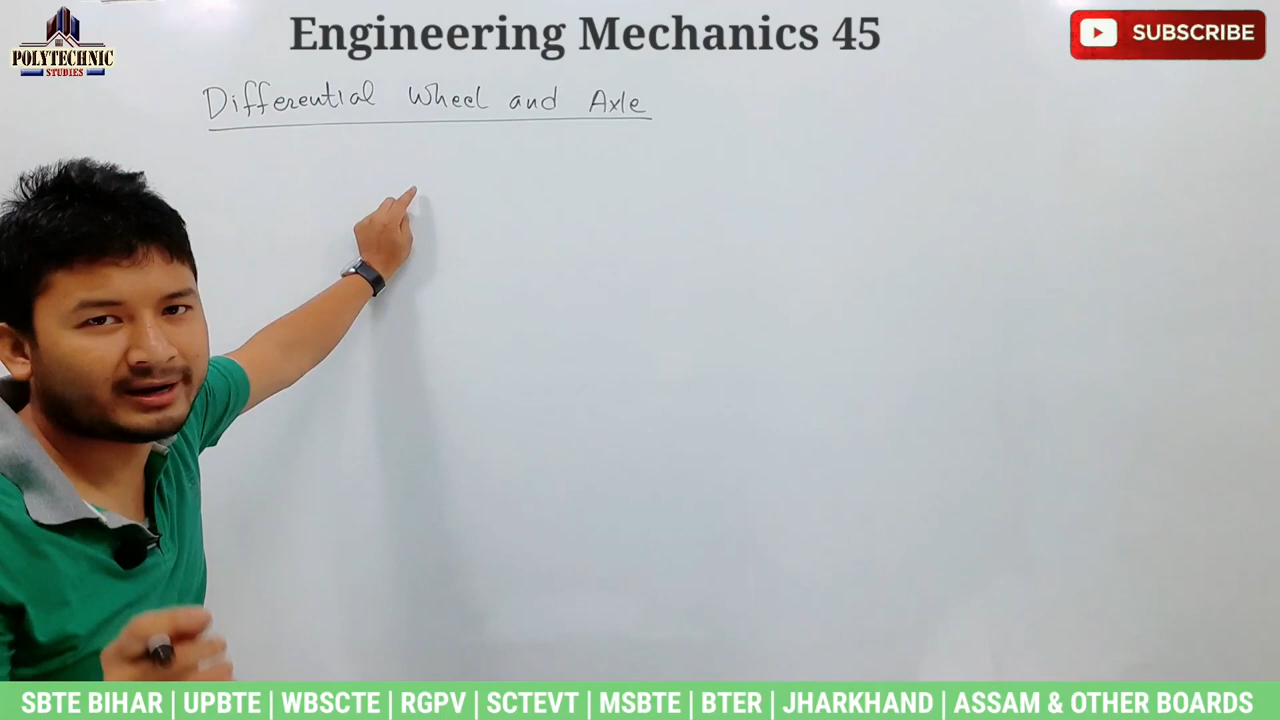 Engineering Mechanics 45
SUBSCRIBE
POLYTECHNIC
STUDIES
Differential Wheel and Axle
SBTE BIHAR | UPBTE | WBSCTE | RGPV | SCTEVT | MSBTE | BTER | JHARKHAND | ASSAM & OTHER BOARDS